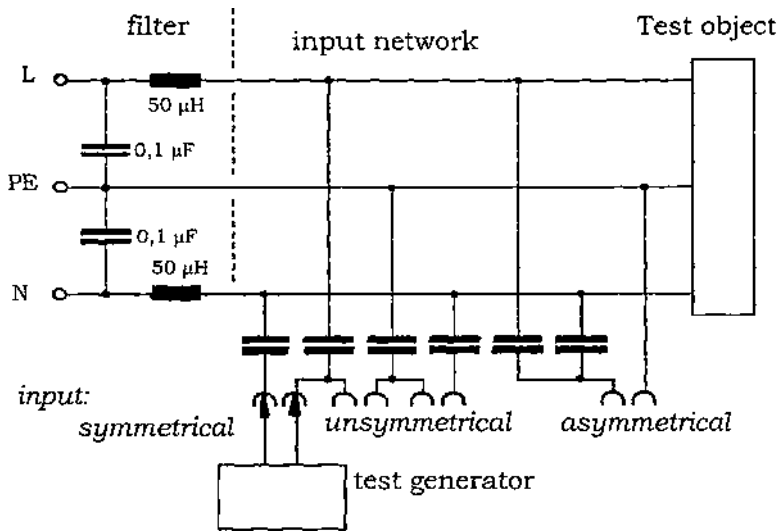 filter
input network
Test object
L
50 µH
0,1 µF
PE
0,1 µF
50 µH
N
input:
symmetrical
unsymmetrical
asymmetrical
test generator